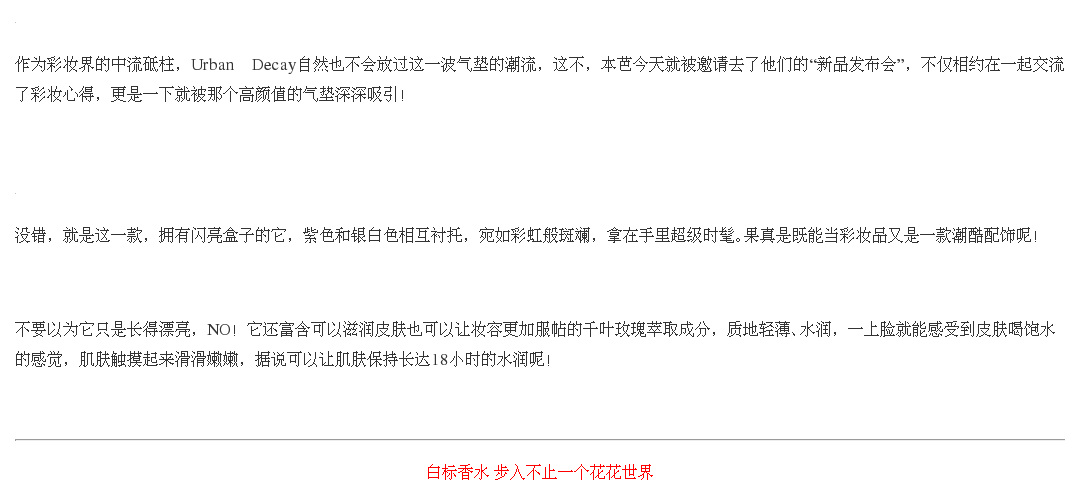 作为彩妆界的中流砥柱，Urban　Decay自然也不会放过这一波气垫的潮流，这不，本芭今天就被邀请去了他们的“新品发布会”，不仅相约在一起交流
了彩妆心得，更是一下就被那个高颜值的气垫深深吸引！
没错，就是这一款，拥有闪亮盒子的它，紫色和银白色相互衬托，宛如彩虹般斑斓，拿在手里超级时髦。果真是既能当彩妆品又是一款潮酷配饰呢！
不要以为它只是长得漂亮，NO！它还富含可以滋润皮肤也可以让妆容更加服帖的千叶玫瑰萃取成分，质地轻薄、水润，一上脸就能感受到皮肤喝饱水
的感觉，肌肤触摸起来滑滑嫩嫩，据说可以让肌肤保持长达18小时的水润呢！
白标香水 步入不止一个花花世界